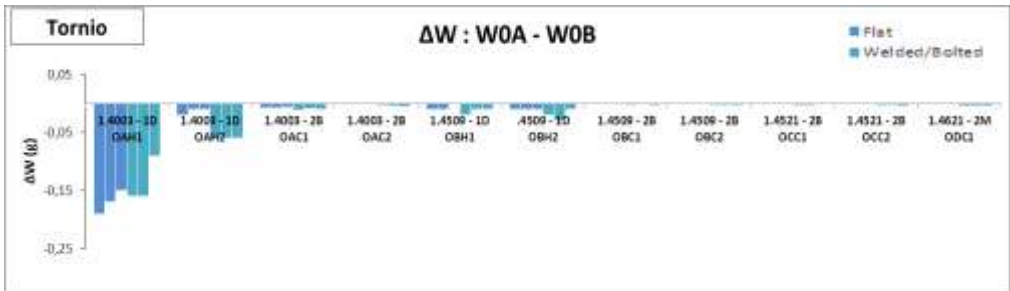 Tornio
ΔW : W0A - W0B
Flat
Welded/Bolted
0,05
-0,05
-0,15
-0,25
ΔW (g)
1.4003 - 1D 1.4003 - 1D 1.4003 - 2B 1.4003 - 2B 1.4509 - 1D .4509 - 1D 1.4509 - 2B 1.4509 - 2B 1.4521 - 2B 1.4521 - 2B 1.4621 - 2M
OAH1 OAH2 OAC1 OAC2 OBH1 OBH2 OBC1 OBC2 OCC1 OCC2 ODC1